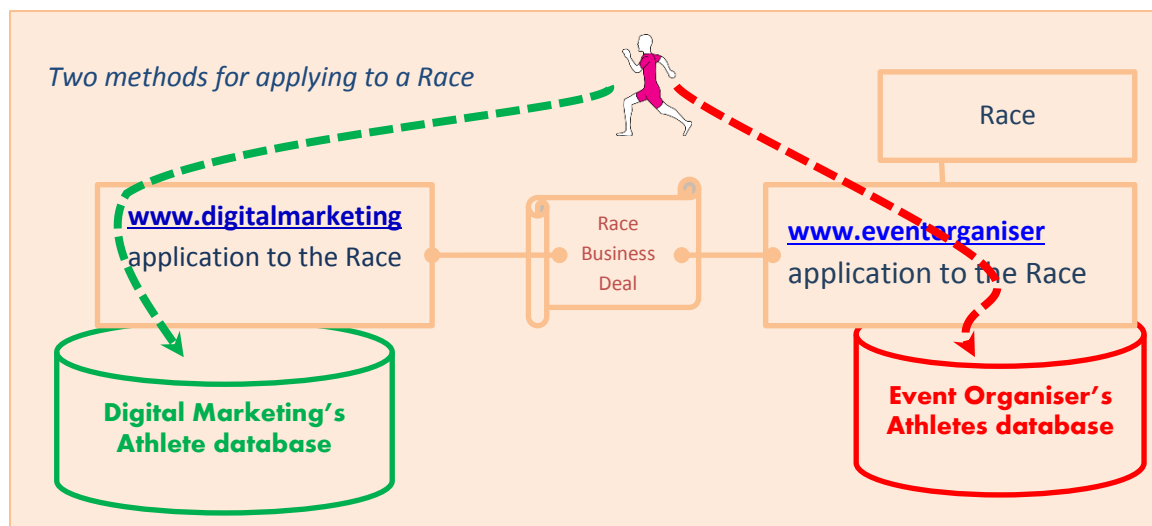 Two methods for applying to a Race
Race
www.digitalmarketing
application to the Race
Race
Business
Deal
www.eventorganiser
application to the Race
Digital Marketing’s
Athlete database
Event Organiser’s
Athletes database